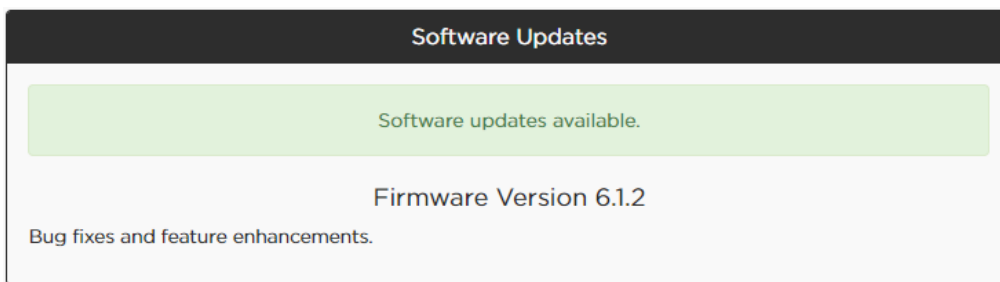 Software Updates
Software updates available.
Firmware Version 6.1.2
Bug fixes and feature enhancements.